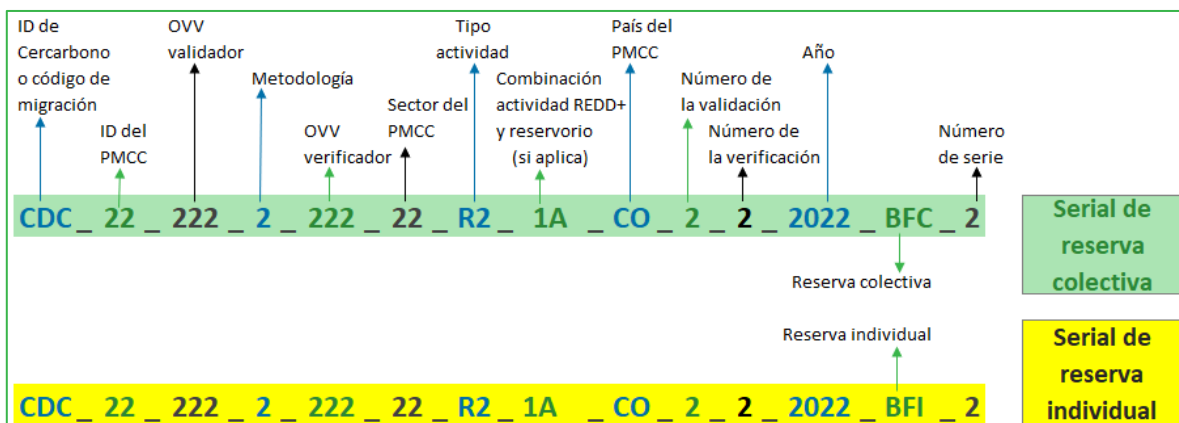 ID de
Cercarbono
o código de
migración
ID del
PMCC
OVV
validador
Metodología
OVV
verificador
Sector del
PMCC
Tipo
actividad
Combinación
actividad REDD+
y reservorio
(si aplica)
País del
PMCC
Número de
la validación
Número de
la verificación
Año
Número
de serie
CDC _ 22 _ 222 _ 2 _ 222 _ 22 _ R2 _ 1A _ CO _ 2 _ 2 _ 2022 _ BFC _ 2
Serial de
reserva
colectiva
Reserva colectiva
Reserva individual
CDC _ 22 _ 222 _ 2 _ 222 _ 22 _ R2 _ 1A _ CO _ 2 _ 2 _ 2022 _ BFI _ 2
Serial de
reserva
individual